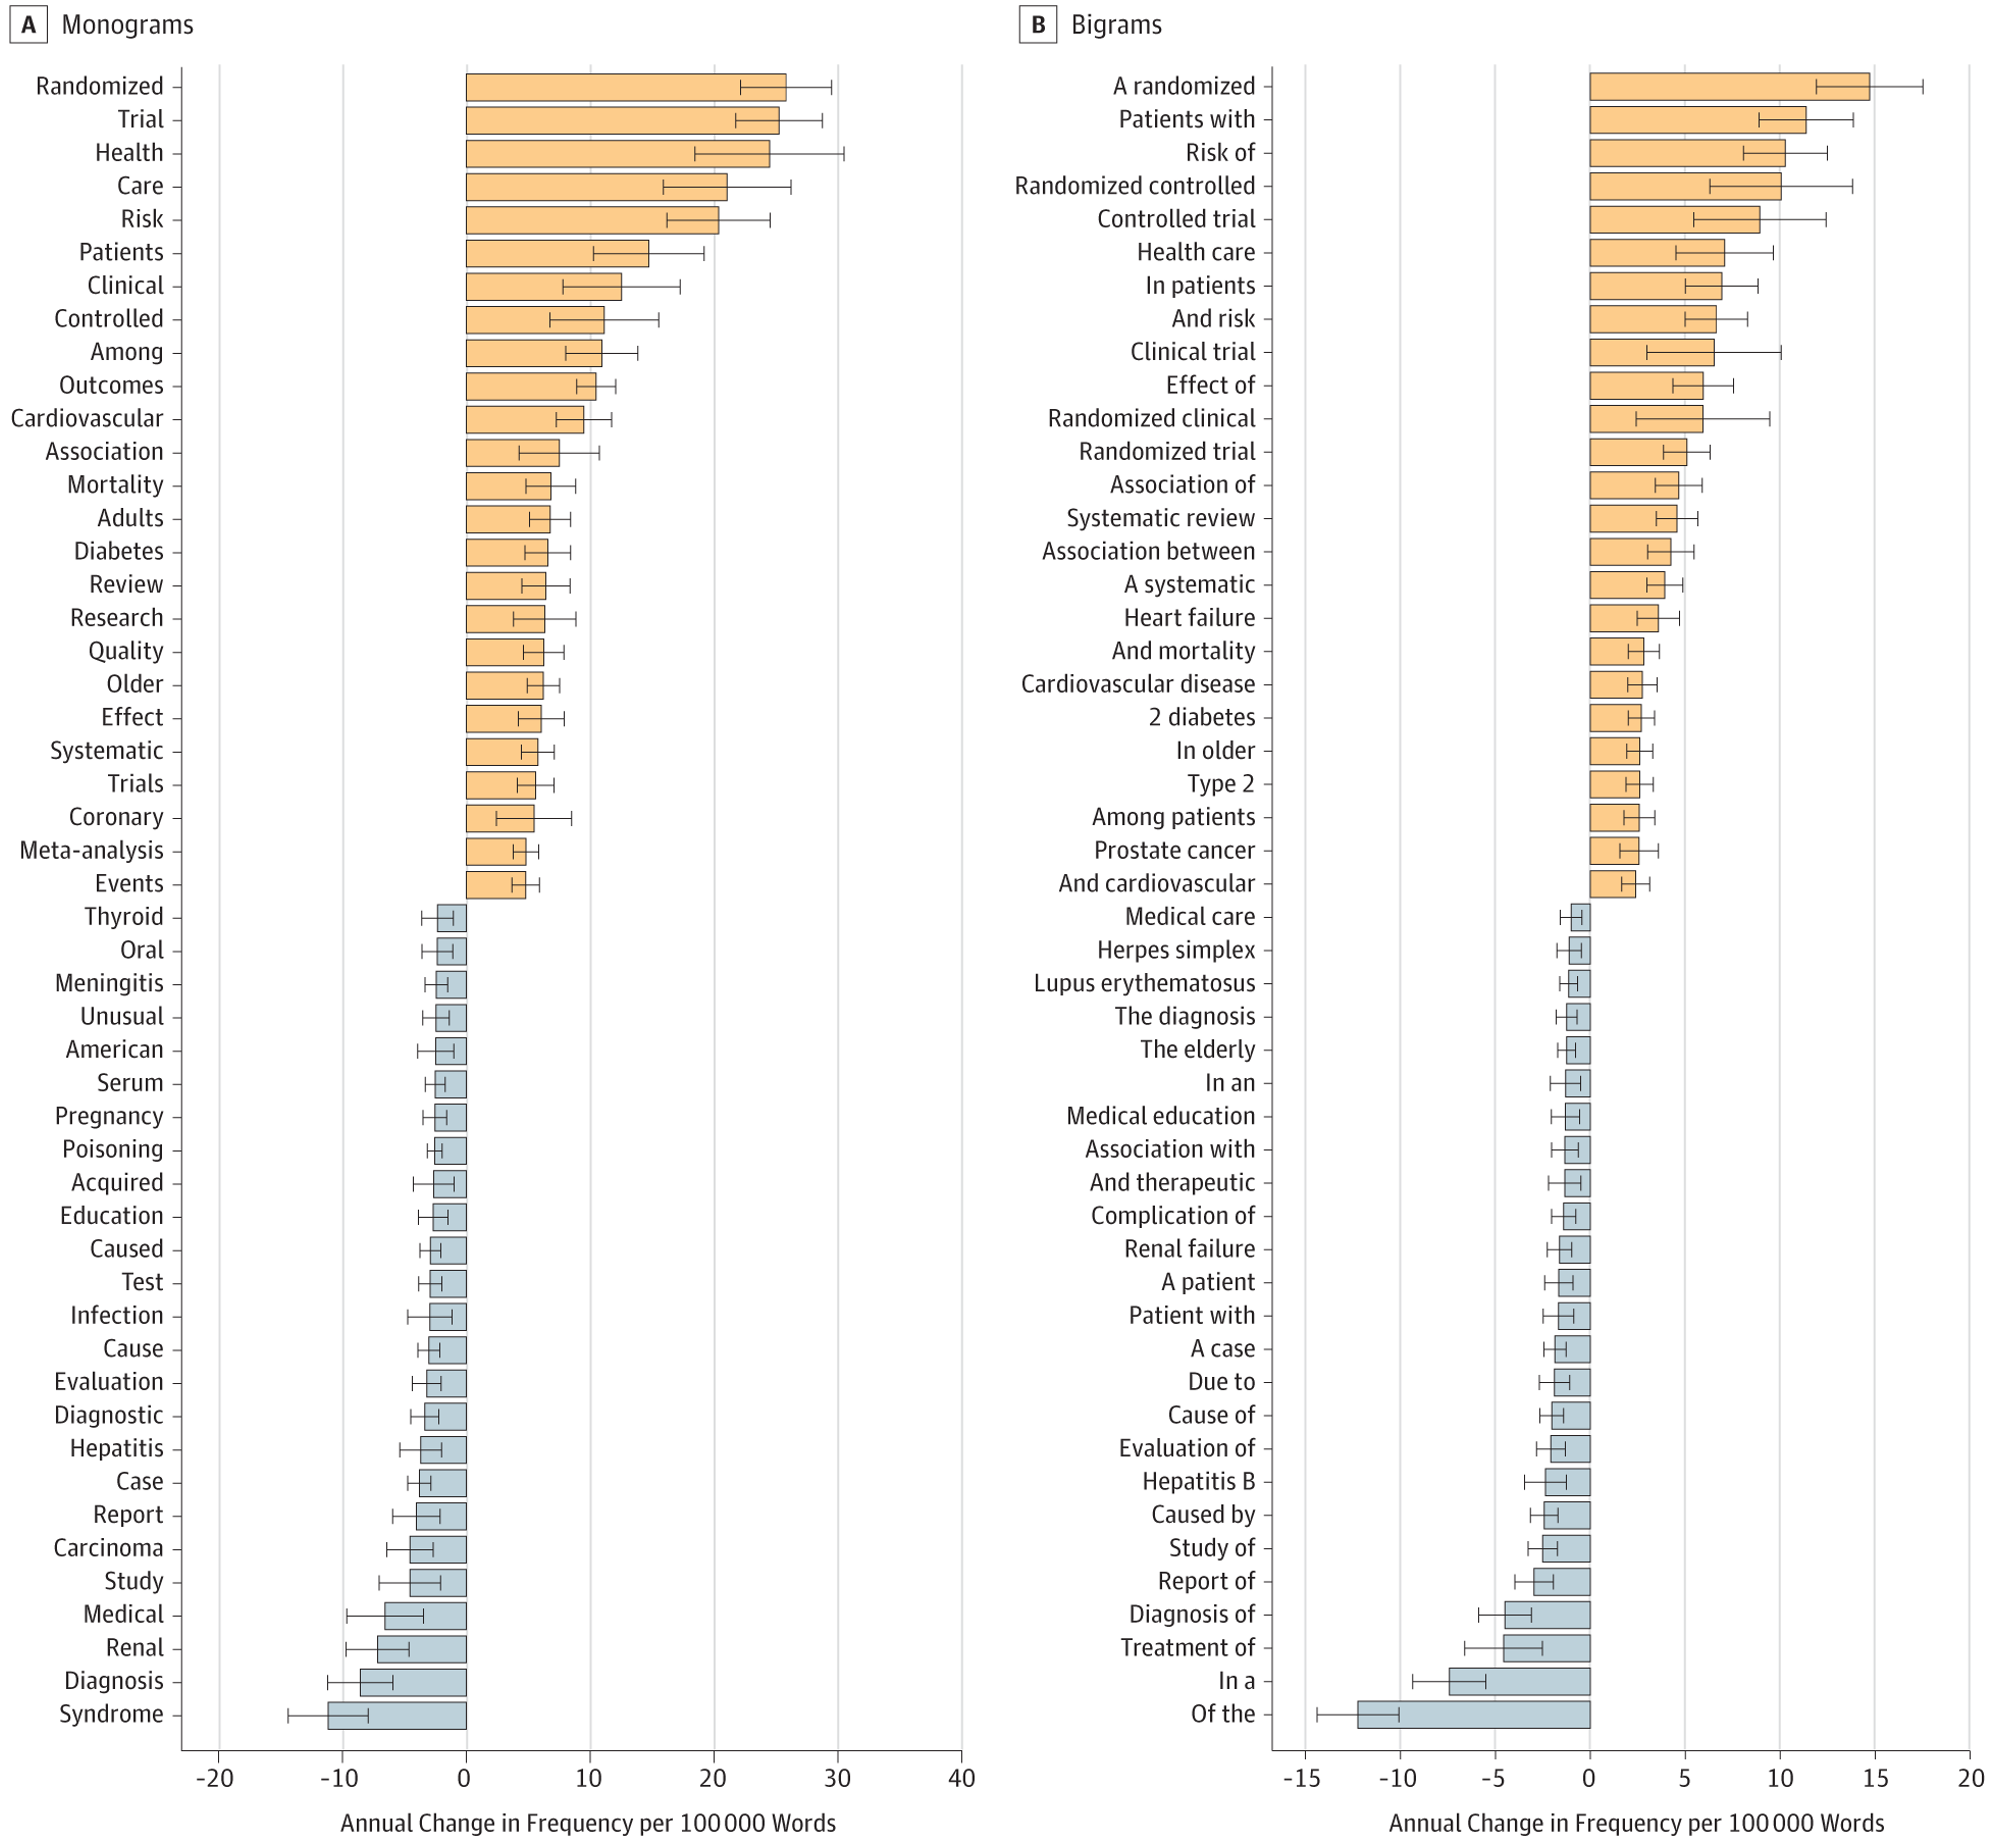 A Monograms
Randomized
Trial
Health
Care
Risk
Patients
Clinical
Controlled
Among
Outcomes
Cardiovascular
Association
Mortality
Adults
Diabetes
Review
Research
Quality
Older
Effect
Systematic
Trials
Coronary
Meta-analysis
Events
Thyroid
Oral
Meningitis
Unusual
American
Serum
Pregnancy
Poisoning
Acquired
Education
Caused
Test
Infection
Cause
Evaluation
Diagnostic
Hepatitis
Case
Report
Carcinoma
Study
Medical
Renal
Diagnosis
Syndrome
-20 -10 0 10 20 30 40
Annual Change in Frequency per 100 000 Words
B Bigrams
A randomized
Patients with
Risk of
Randomized controlled
Controlled trial
Health care
In patients
And risk
Clinical trial
Effect of
Randomized clinical
Randomized trial
Association of
Systematic review
Association between
A systematic
Heart failure
And mortality
Cardiovascular disease
2 diabetes
In older
Type 2
Among patients
Prostate cancer
And cardiovascular
Medical care
Herpes simplex
Lupus erythematosus
The diagnosis
The elderly
In an
Medical education
Association with
And therapeutic
Complication of
Renal failure
A patient
Patient with
A case
Due to
Cause of
Evaluation of
Hepatitis B
Caused by
Study of
Report of
Diagnosis of
Treatment of
In a
Of the
-15 -10 -5 0 5 10 15 20
Annual Change in Frequency per 100 000 Words